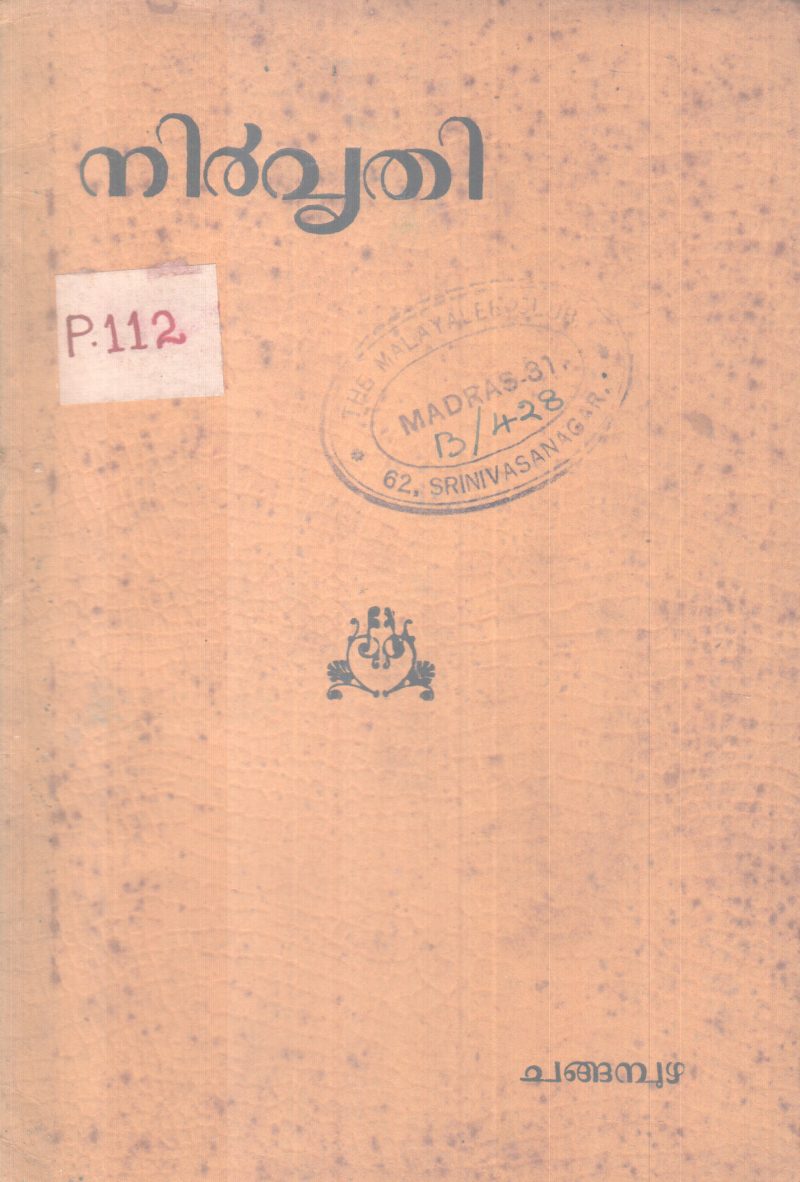 നിർവൃതി
P.112
THE MALAYALEE CLUB
MADRAS-31.
B/428
* 62, SRINIVASANAGAR. *
ചങ്ങമ്പുഴ